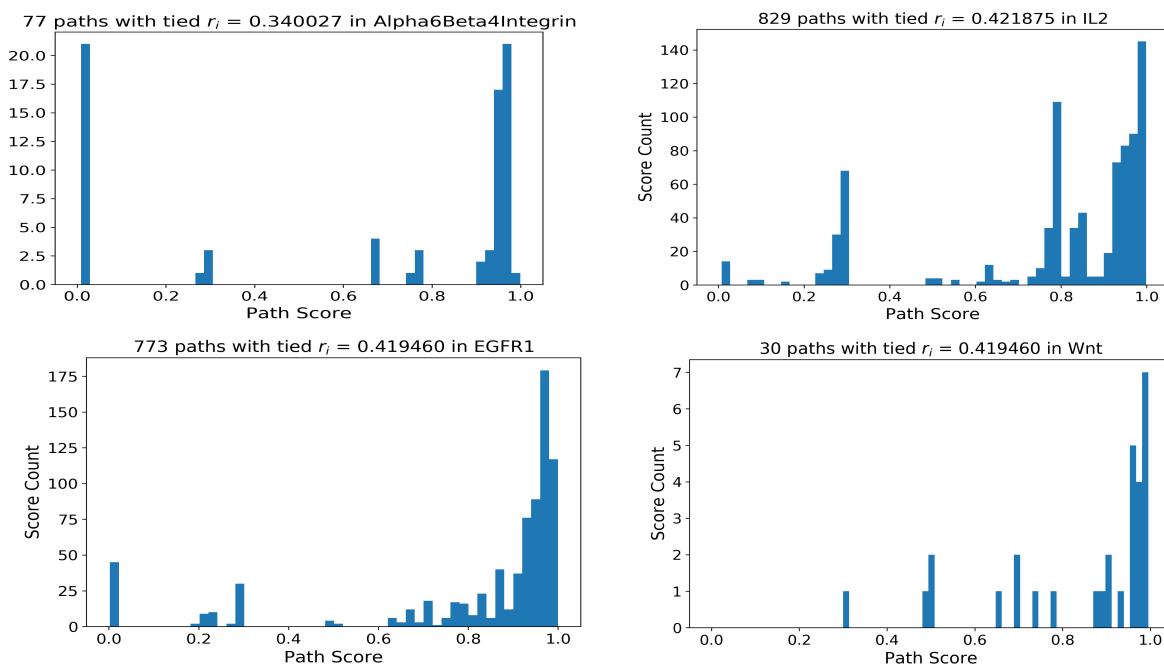 77 paths with tied rᵢ = 0.340027 in Alpha6Beta4Integrin
20.0
17.5
15.0
12.5
10.0
7.5
5.0
2.5
0.0
0.0 0.2 0.4 0.6 0.8 1.0
Path Score
829 paths with tied rᵢ = 0.421875 in IL2
Score Count
140
120
100
80
60
40
20
0
0.0 0.2 0.4 0.6 0.8 1.0
Path Score
773 paths with tied rᵢ = 0.419460 in EGFR1
Score Count
175
150
125
100
75
50
25
0
0.0 0.2 0.4 0.6 0.8 1.0
Path Score
30 paths with tied rᵢ = 0.419460 in Wnt
Score Count
7
6
5
4
3
2
1
0
0.0 0.2 0.4 0.6 0.8 1.0
Path Score